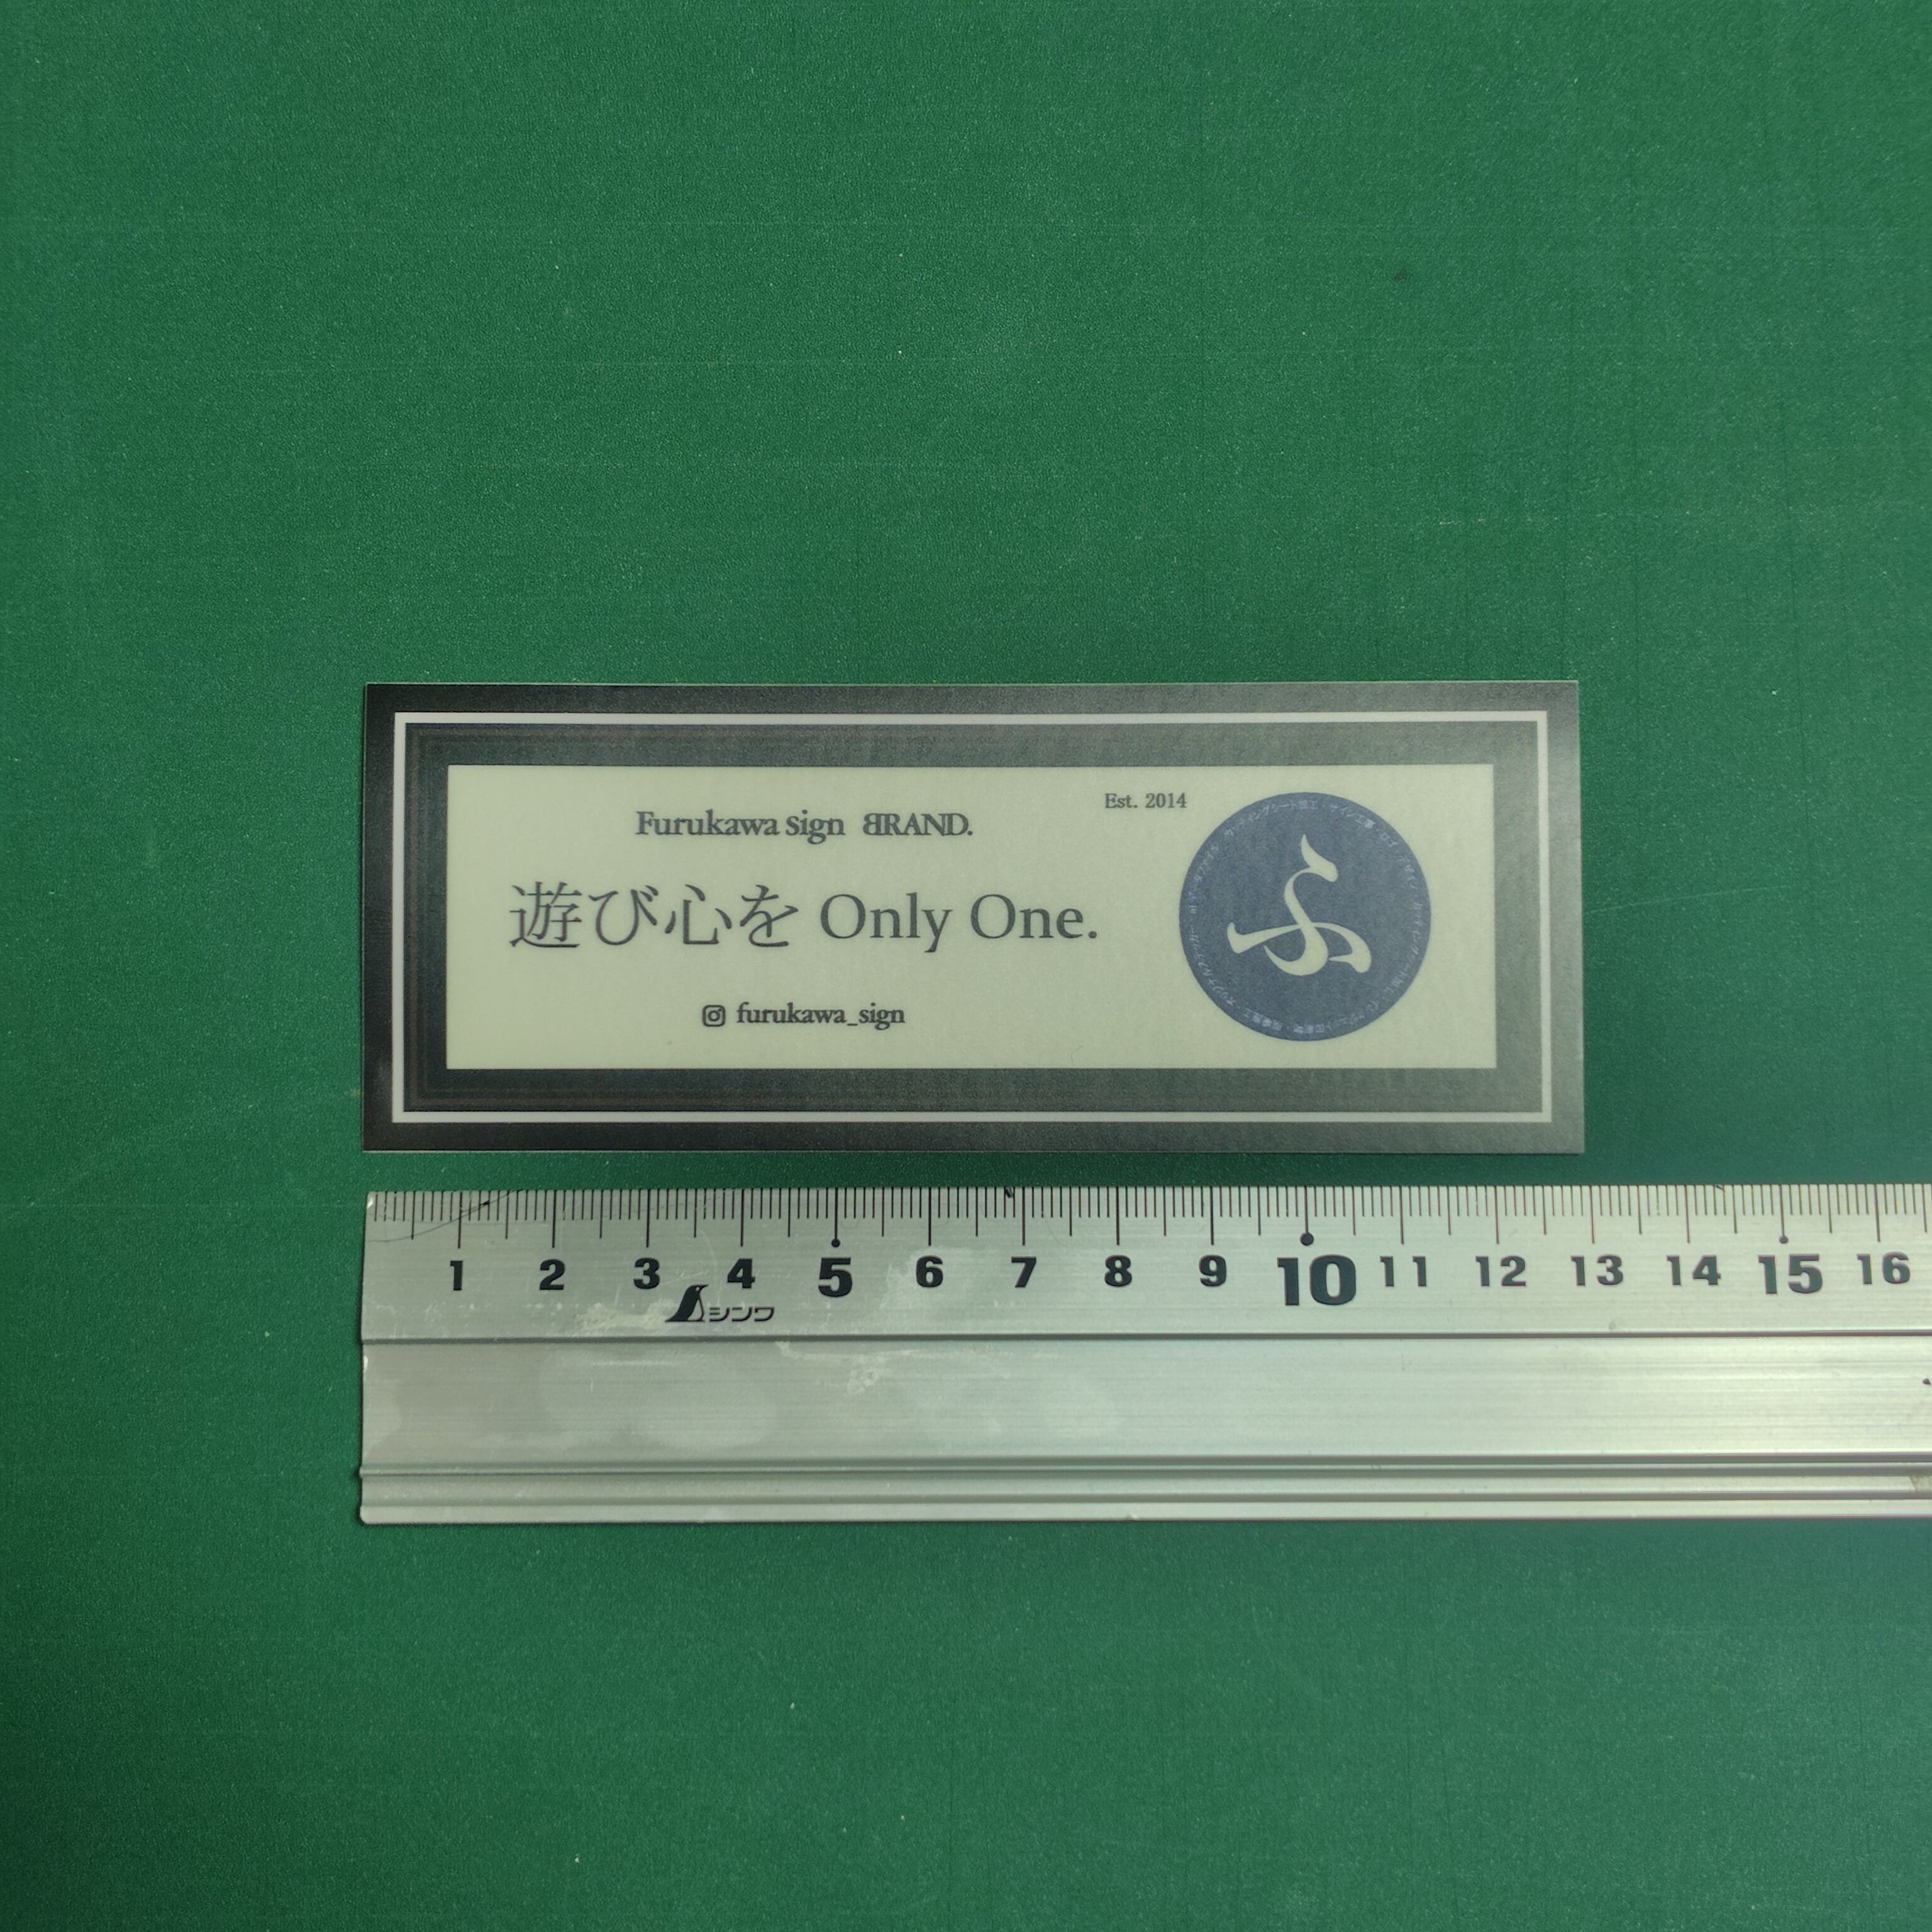 Furukawa sign BRAND.
Est. 2014
遊び心を Only One.
furukawa_sign
ふ
1 2 3 4 5 6 7 8 9 10 11 12 13 14 15 16
シンワ